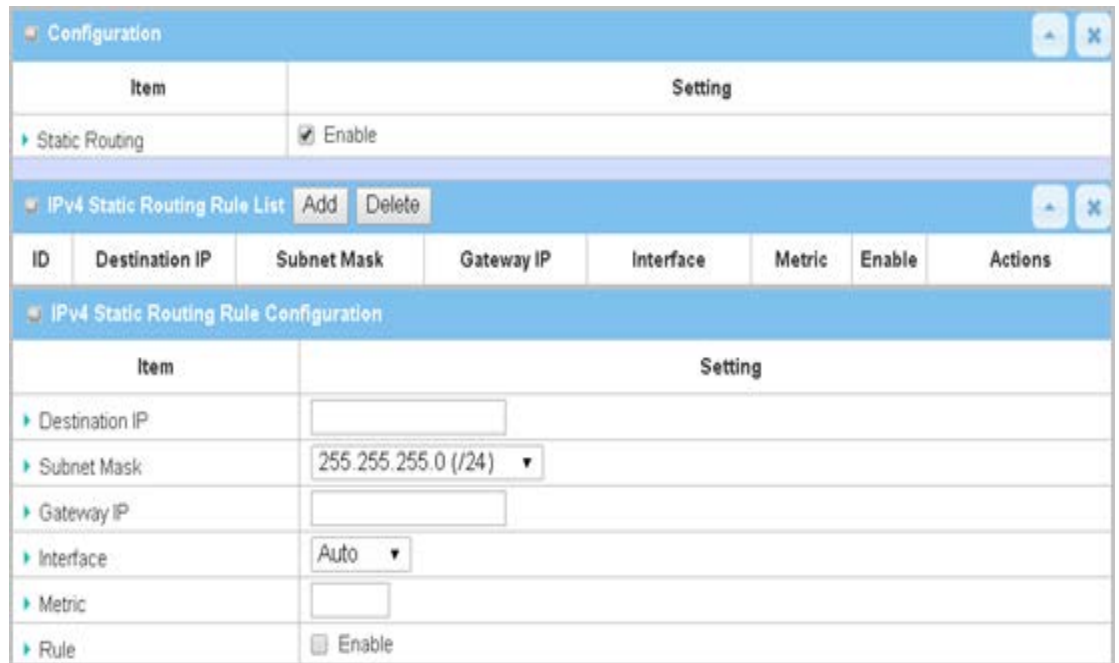 Configuration
Item Setting
Static Routing Enable
IPv4 Static Routing Rule List Add Delete
ID Destination IP Subnet Mask Gateway IP Interface Metric Enable Actions
IPv4 Static Routing Rule Configuration
Item Setting
Destination IP
Subnet Mask 255.255.255.0 (/24)
Gateway IP
Interface Auto
Metric
Rule Enable